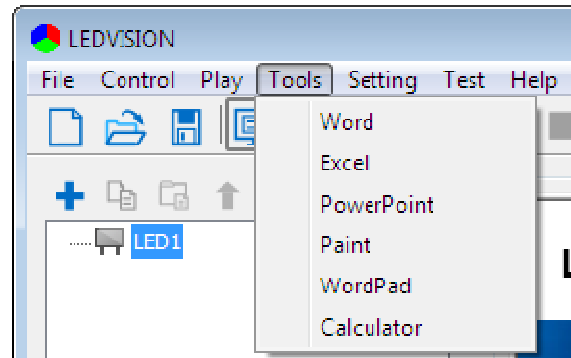 LEDVISION
File Control Play Tools Setting Test Help
Word
Excel
PowerPoint
LED1
Paint
WordPad
Calculator